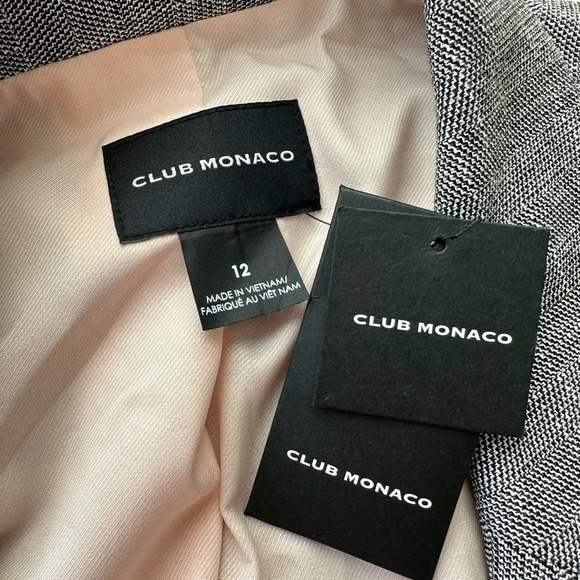 CLUB MONACO
12
MADE IN VIETNAM/
FABRIQUÉ AU VIÊT NAM
CLUB MONACO
CLUB MONACO